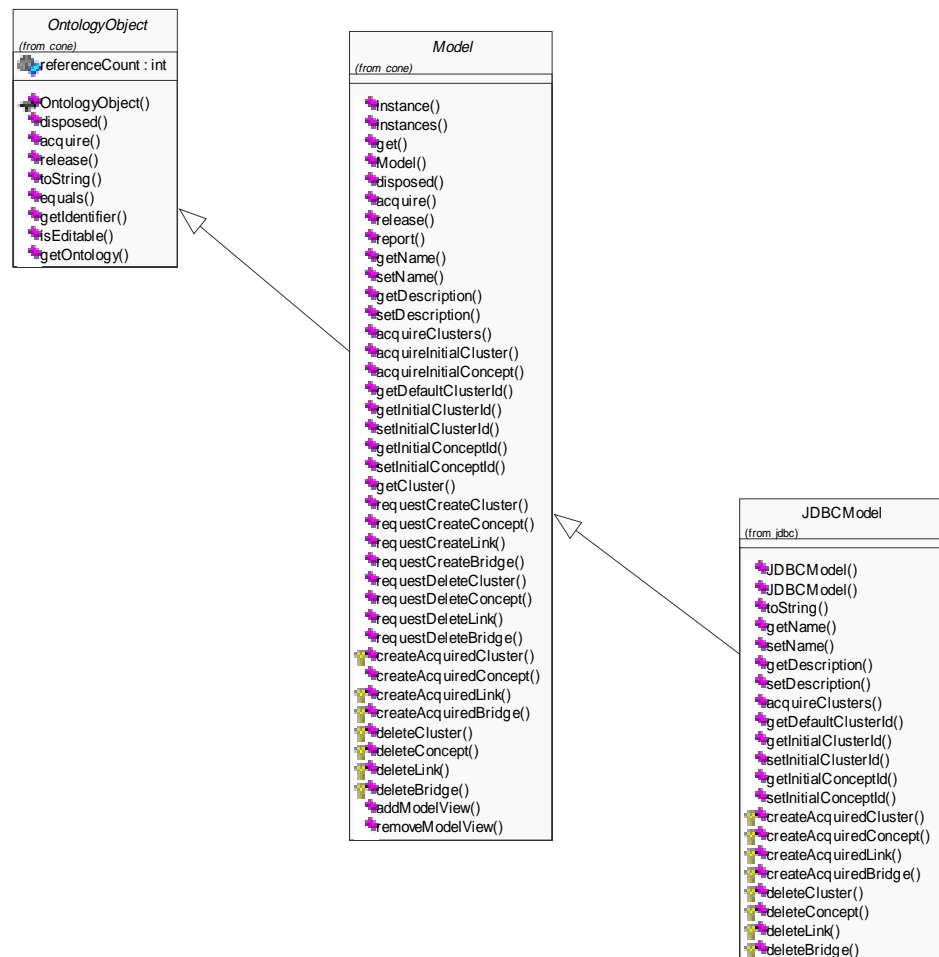 OntologyObject
(from cone)
referenceCount : int
OntologyObject()
disposed()
acquire()
release()
toString()
equals()
getIdentifier()
isEditable()
getOntology()
Model
(from cone)
instance()
instances()
get()
Model()
disposed()
acquire()
release()
report()
getName()
setName()
getDescription()
setDescription()
acquireClusters()
acquireInitialCluster()
acquireInitialConcept()
getDefaultClusterId()
getInitialClusterId()
setInitialClusterId()
getInitialConceptId()
setInitialConceptId()
getCluster()
requestCreateCluster()
requestCreateConcept()
requestCreateLink()
requestCreateBridge()
requestDeleteCluster()
requestDeleteConcept()
requestDeleteLink()
requestDeleteBridge()
createAcquiredCluster()
createAcquiredConcept()
createAcquiredLink()
createAcquiredBridge()
deleteCluster()
deleteConcept()
deleteLink()
deleteBridge()
addModelView()
removeModelView()
JDBCModel
(from jdbc)
JDBCModel()
JDBCModel()
toString()
getName()
setName()
getDescription()
setDescription()
acquireClusters()
getDefaultClusterId()
getInitialClusterId()
setInitialClusterId()
getInitialConceptId()
setInitialConceptId()
createAcquiredCluster()
createAcquiredConcept()
createAcquiredLink()
createAcquiredBridge()
deleteCluster()
deleteConcept()
deleteLink()
deleteBridge()